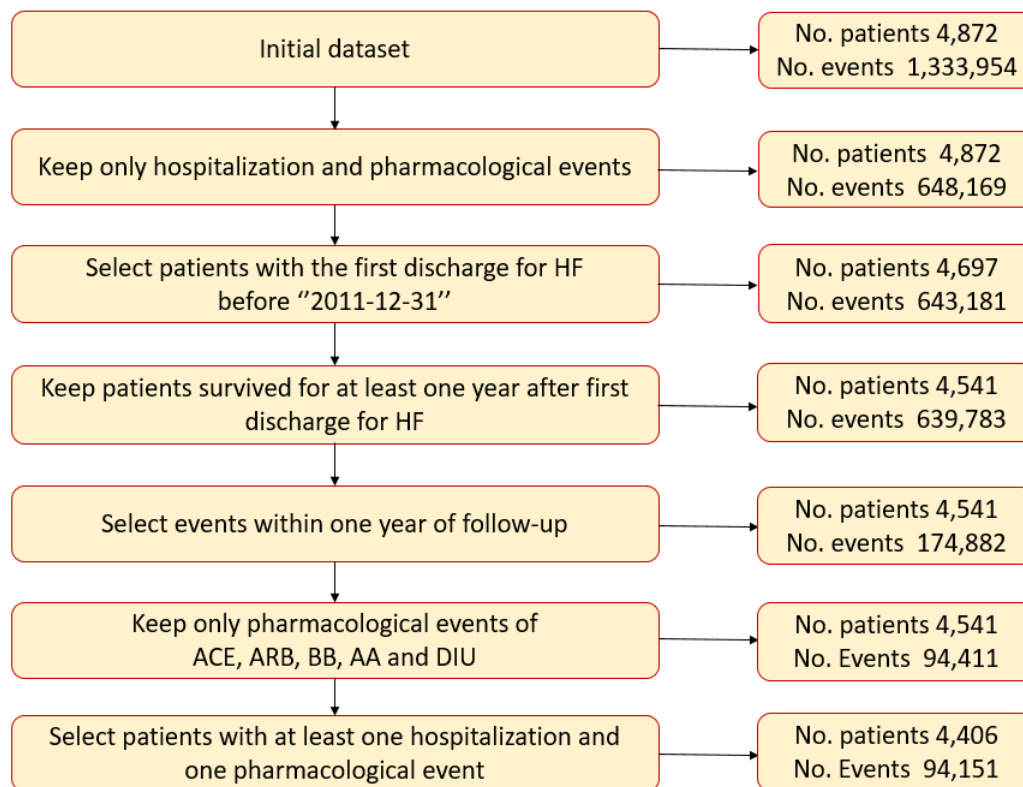 Initial dataset
No. patients 4,872
No. events 1,333,954
Keep only hospitalization and pharmacological events
No. patients 4,872
No. events 648,169
Select patients with the first discharge for HF
before ‘’2011-12-31’’
No. patients 4,697
No. events 643,181
Keep patients survived for at least one year after first
discharge for HF
No. patients 4,541
No. events 639,783
Select events within one year of follow-up
No. patients 4,541
No. events 174,882
Keep only pharmacological events of
ACE, ARB, BB, AA and DIU
No. patients 4,541
No. Events 94,411
Select patients with at least one hospitalization and
one pharmacological event
No. patients 4,406
No. Events 94,151